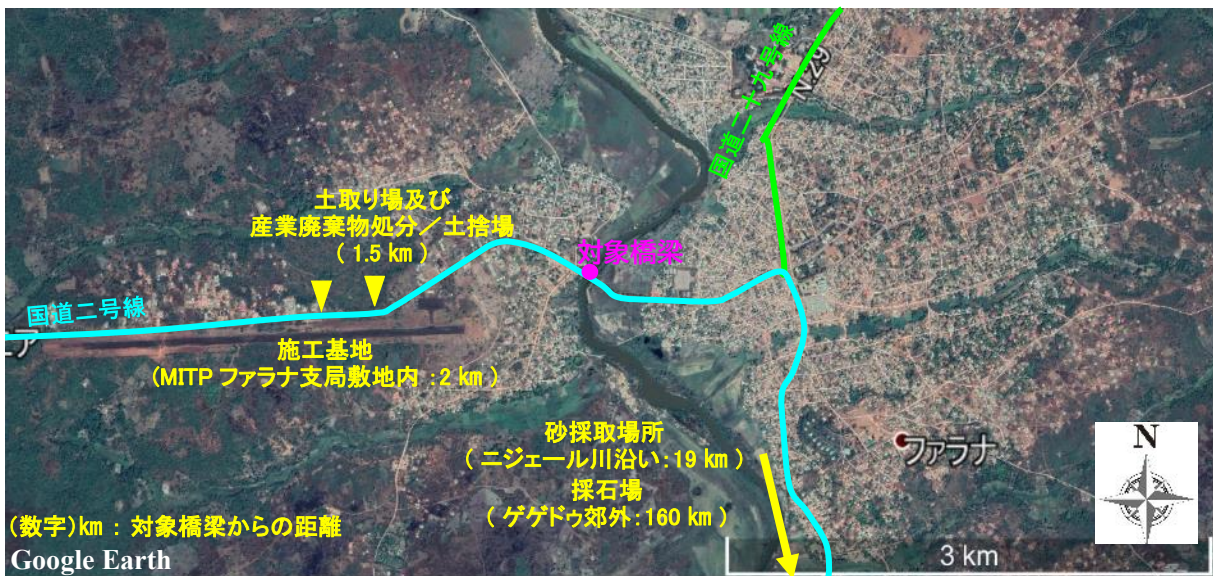 国道二十九号線
N 29
土取り場及び
産業廃棄物処分／土捨場
( 1.5 km )
対象橋梁
国道二号線
ニア
施工基地
(MITP ファラナ支局敷地内 :2 km )
砂採取場所
( ニジェール川沿い：19 km )
採石場
( ゲゲドゥ郊外：160 km )
ファラナ
N
(数字)km : 対象橋梁からの距離
Google Earth
3 km